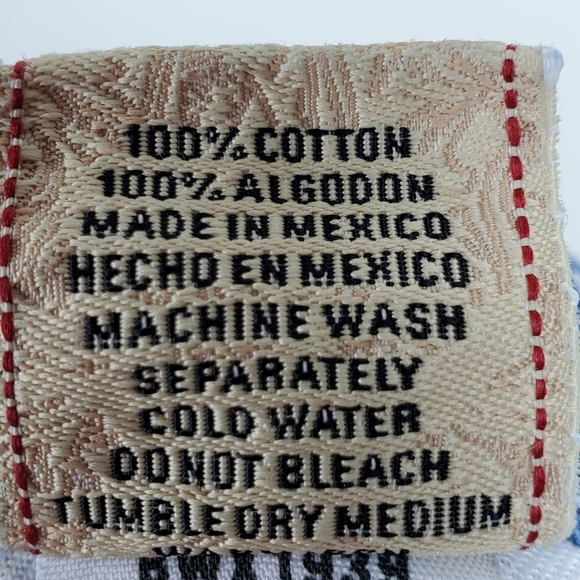 100% COTTON
100% ALGODON
MADE IN MEXICO
HECHO EN MEXICO
MACHINE WASH
SEPARATELY
COLD WATER
DO NOT BLEACH
TUMBLE DRY MEDIUM